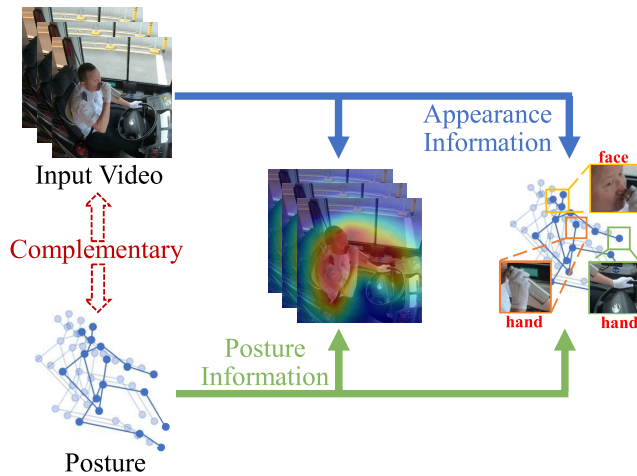 Input Video
Complementary
Posture
Appearance
Information
Posture
Information
face
hand
hand